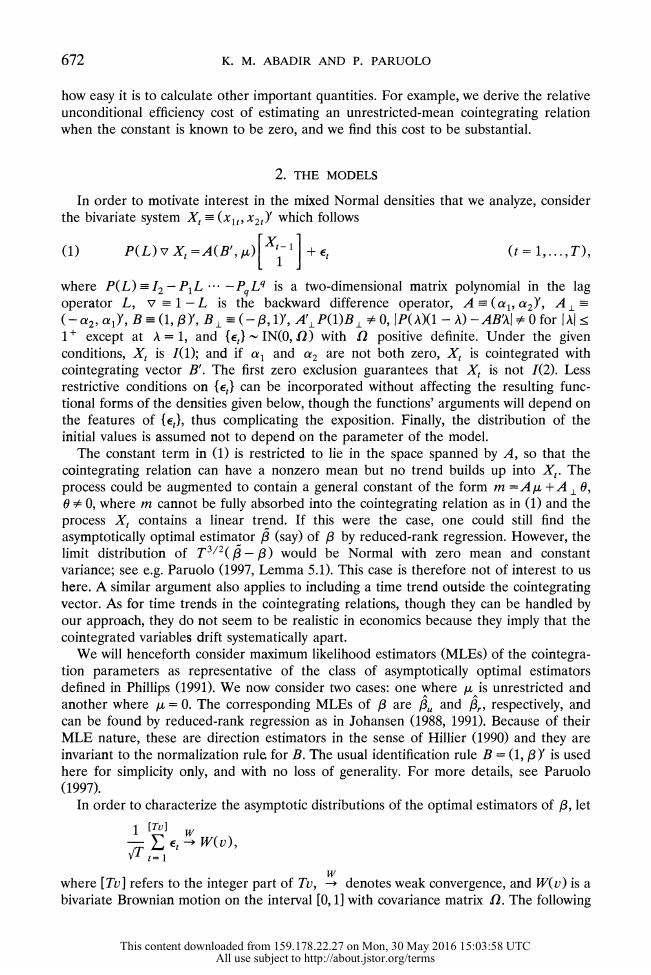 672 K. M. ABADIR AND P. PARUOLO
how easy it is to calculate other important quantities. For example, we derive the relative
unconditional efficiency cost of estimating an unrestricted-mean cointegrating relation
when the constant is known to be zero, and we find this cost to be substantial.
2. THE MODELS
In order to motivate interest in the mixed Normal densities that we analyze, consider
the bivariate system X_t ≡ (x_{1t}, x_{2t})′ which follows
(1) P(L) ∇ X_t = A(B′, μ) [X_{t−1} 1] + ε_t (t = 1,...,T),
where P(L) ≡ I_2 − P_1 L ··· − P_q L^q is a two-dimensional matrix polynomial in the lag
operator L, ∇ ≡ 1 − L is the backward difference operator, A ≡ (α_1, α_2)′, A_⊥ ≡
(−α_2, α_1)′, B ≡ (1, β)′, B_⊥ ≡ (−β, 1)′, A′_⊥ P(1)B_⊥ ≠ 0, |P(λ)(1 − λ) − AB′λ| ≠ 0 for |λ| ≤
1⁺ except at λ = 1, and {ε_t} ~ IN(0, Ω) with Ω positive definite. Under the given
conditions, X_t is I(1); and if α_1 and α_2 are not both zero, X_t is cointegrated with
cointegrating vector B′. The first zero exclusion guarantees that X_t is not I(2). Less
restrictive conditions on {ε_t} can be incorporated without affecting the resulting func-
tional forms of the densities given below, though the functions' arguments will depend on
the features of {ε_t}, thus complicating the exposition. Finally, the distribution of the
initial values is assumed not to depend on the parameter of the model.
The constant term in (1) is restricted to lie in the space spanned by A, so that the
cointegrating relation can have a nonzero mean but no trend builds up into X_t. The
process could be augmented to contain a general constant of the form m = Aμ + A_⊥ θ,
θ ≠ 0, where m cannot be fully absorbed into the cointegrating relation as in (1) and the
process X_t contains a linear trend. If this were the case, one could still find the
asymptotically optimal estimator β̃ (say) of β by reduced-rank regression. However, the
limit distribution of T^{3/2}(β̃ − β) would be Normal with zero mean and constant
variance; see e.g. Paruolo (1997, Lemma 5.1). This case is therefore not of interest to us
here. A similar argument also applies to including a time trend outside the cointegrating
vector. As for time trends in the cointegrating relations, though they can be handled by
our approach, they do not seem to be realistic in economics because they imply that the
cointegrated variables drift systematically apart.
We will henceforth consider maximum likelihood estimators (MLEs) of the cointegra-
tion parameters as representative of the class of asymptotically optimal estimators
defined in Phillips (1991). We now consider two cases: one where μ is unrestricted and
another where μ = 0. The corresponding MLEs of β are β̂_u and β̂_r, respectively, and
can be found by reduced-rank regression as in Johansen (1988, 1991). Because of their
MLE nature, these are direction estimators in the sense of Hillier (1990) and they are
invariant to the normalization rule for B. The usual identification rule B = (1, β)′ is used
here for simplicity only, and with no loss of generality. For more details, see Paruolo
(1997).
In order to characterize the asymptotic distributions of the optimal estimators of β, let
1/√T Σ_{t=1}^{[Tv]} ε_t →^W W(v),
where [Tv] refers to the integer part of Tv, →^W denotes weak convergence, and W(v) is a
bivariate Brownian motion on the interval [0, 1] with covariance matrix Ω. The following
This content downloaded from 159.178.22.27 on Mon, 30 May 2016 15:03:58 UTC
All use subject to http://about.jstor.org/terms